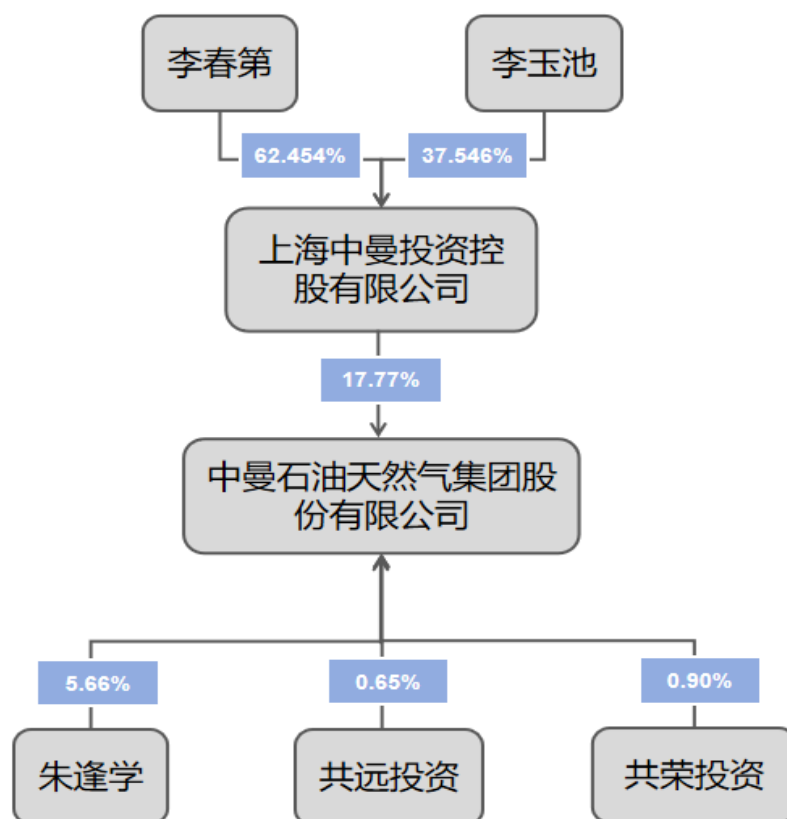 李春第
李玉池
62.454%
37.546%
上海中曼投资控
股有限公司
17.77%
中曼石油天然气集团股
份有限公司
5.66%
0.65%
0.90%
朱逢学
共远投资
共荣投资